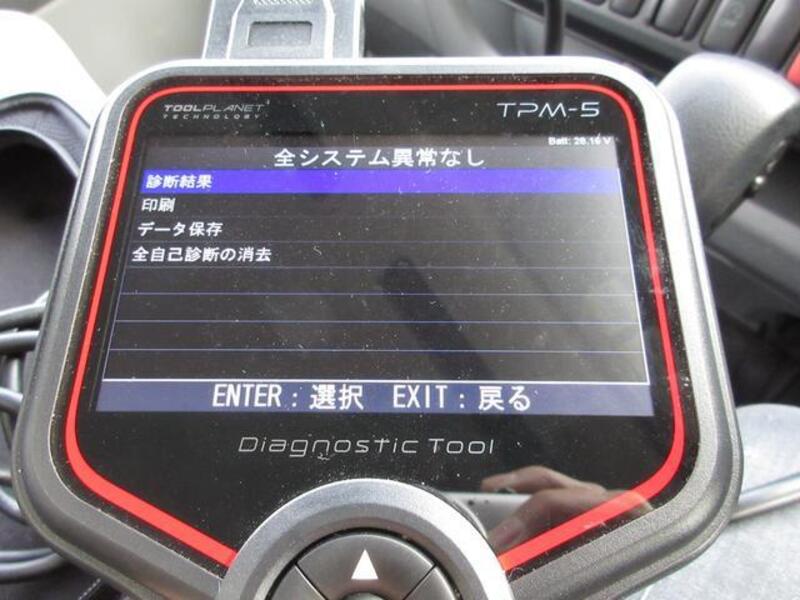 TOOLPLANET
TECHNOLOGY
TPM-5
Batt: 28.19 V
全システム異常なし
診断結果
印刷
データ保存
全自己診断の消去
ENTER：選択 EXIT：戻る
Diagnostic Tool